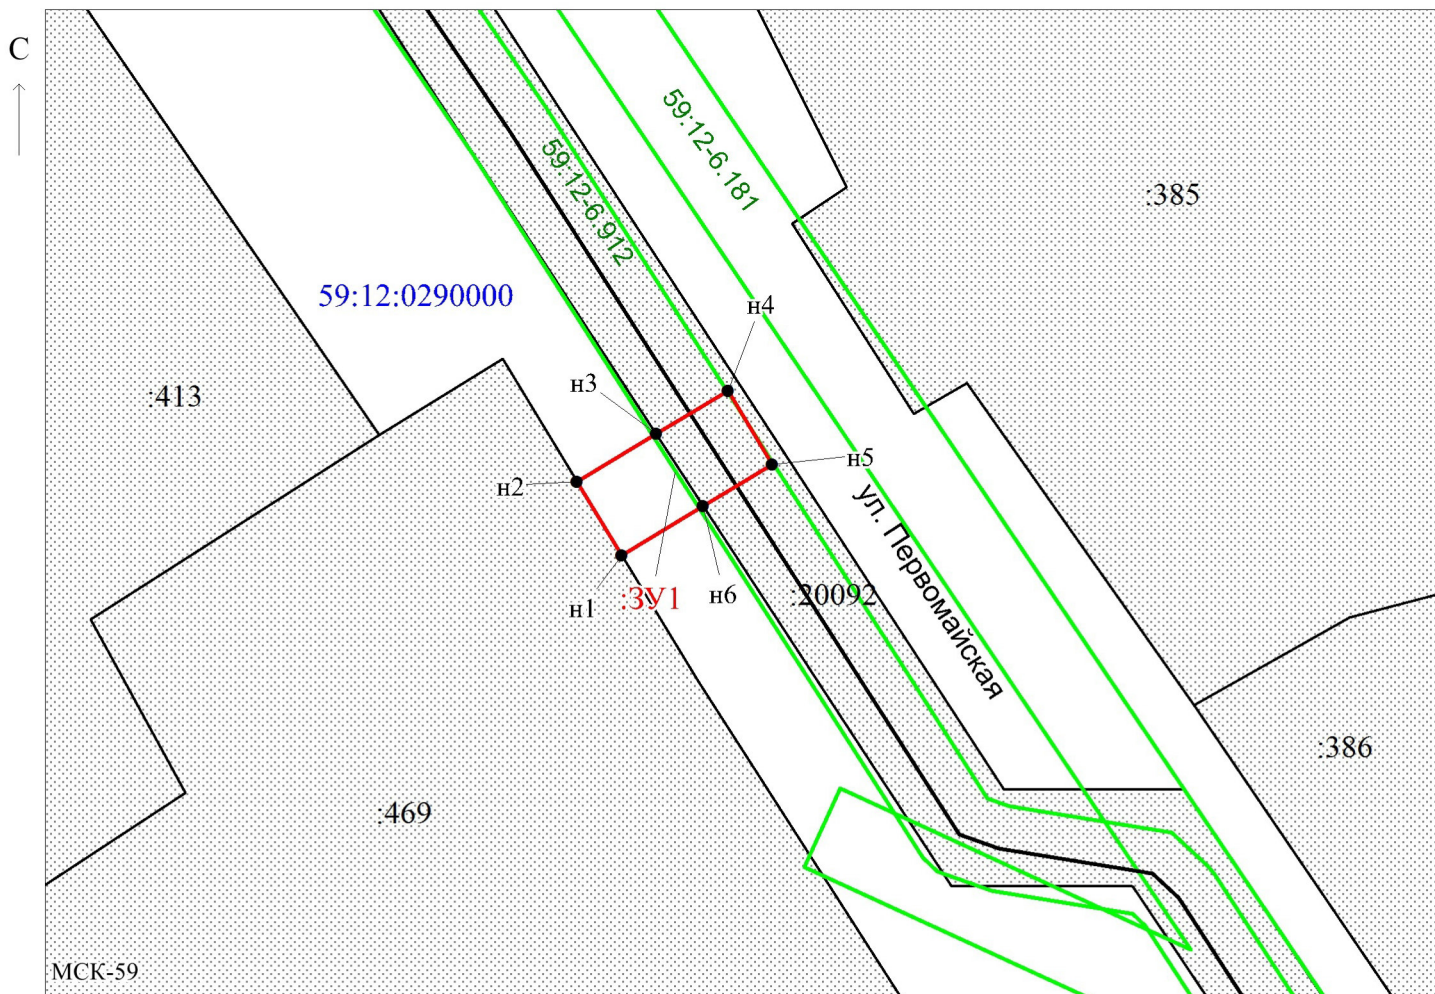 С
59:12-6.181
59:12-6.912
:385
59:12:0290000
н4
н3
:413
н5
н2
:20092
н1
:ЗУ1
н6
ул. Первомайская
:386
:469
МСК-59